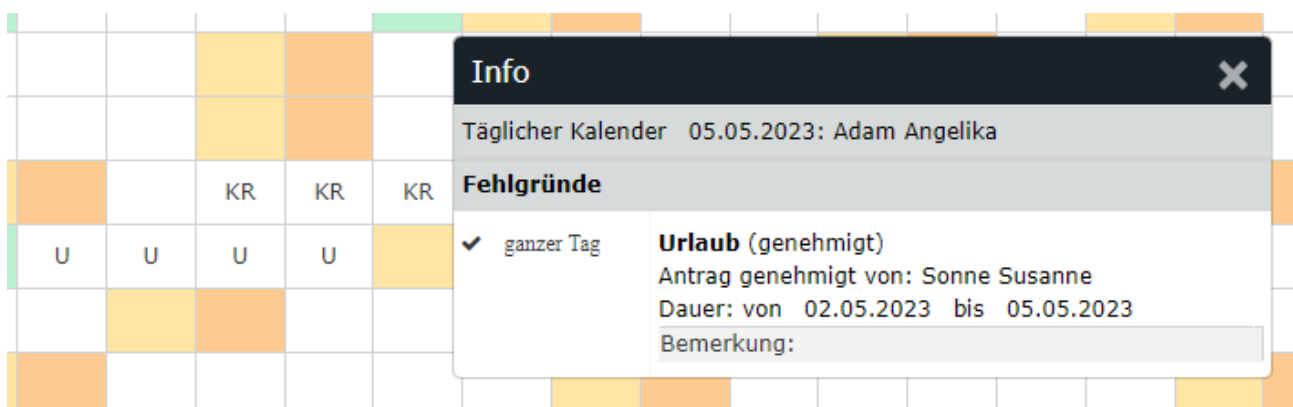 Info
Täglicher Kalender 05.05.2023: Adam Angelika
KR KR KR
Fehlgründe
U U U U
ganzer Tag
Urlaub (genehmigt)
Antrag genehmigt von: Sonne Susanne
Dauer: von 02.05.2023 bis 05.05.2023
Bemerkung: